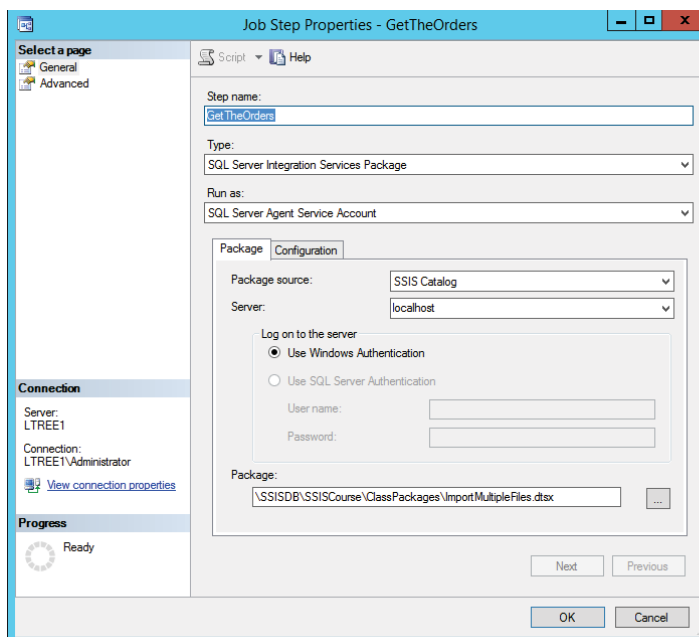 Job Step Properties - GetTheOrders
Select a page
General
Advanced
Script
Help
Step name:
GetTheOrders
Type:
SQL Server Integration Services Package
Run as:
SQL Server Agent Service Account
Package
Configuration
Package source:
SSIS Catalog
Server:
localhost
Log on to the server
Use Windows Authentication
Use SQL Server Authentication
User name:
Password:
Package:
\SSISDB\SSISCourse\ClassPackages\ImportMultipleFiles.dtsx
...
Connection
Server:
LTREE1
Connection:
LTREE1\Administrator
View connection properties
Progress
Ready
Next
Previous
OK
Cancel